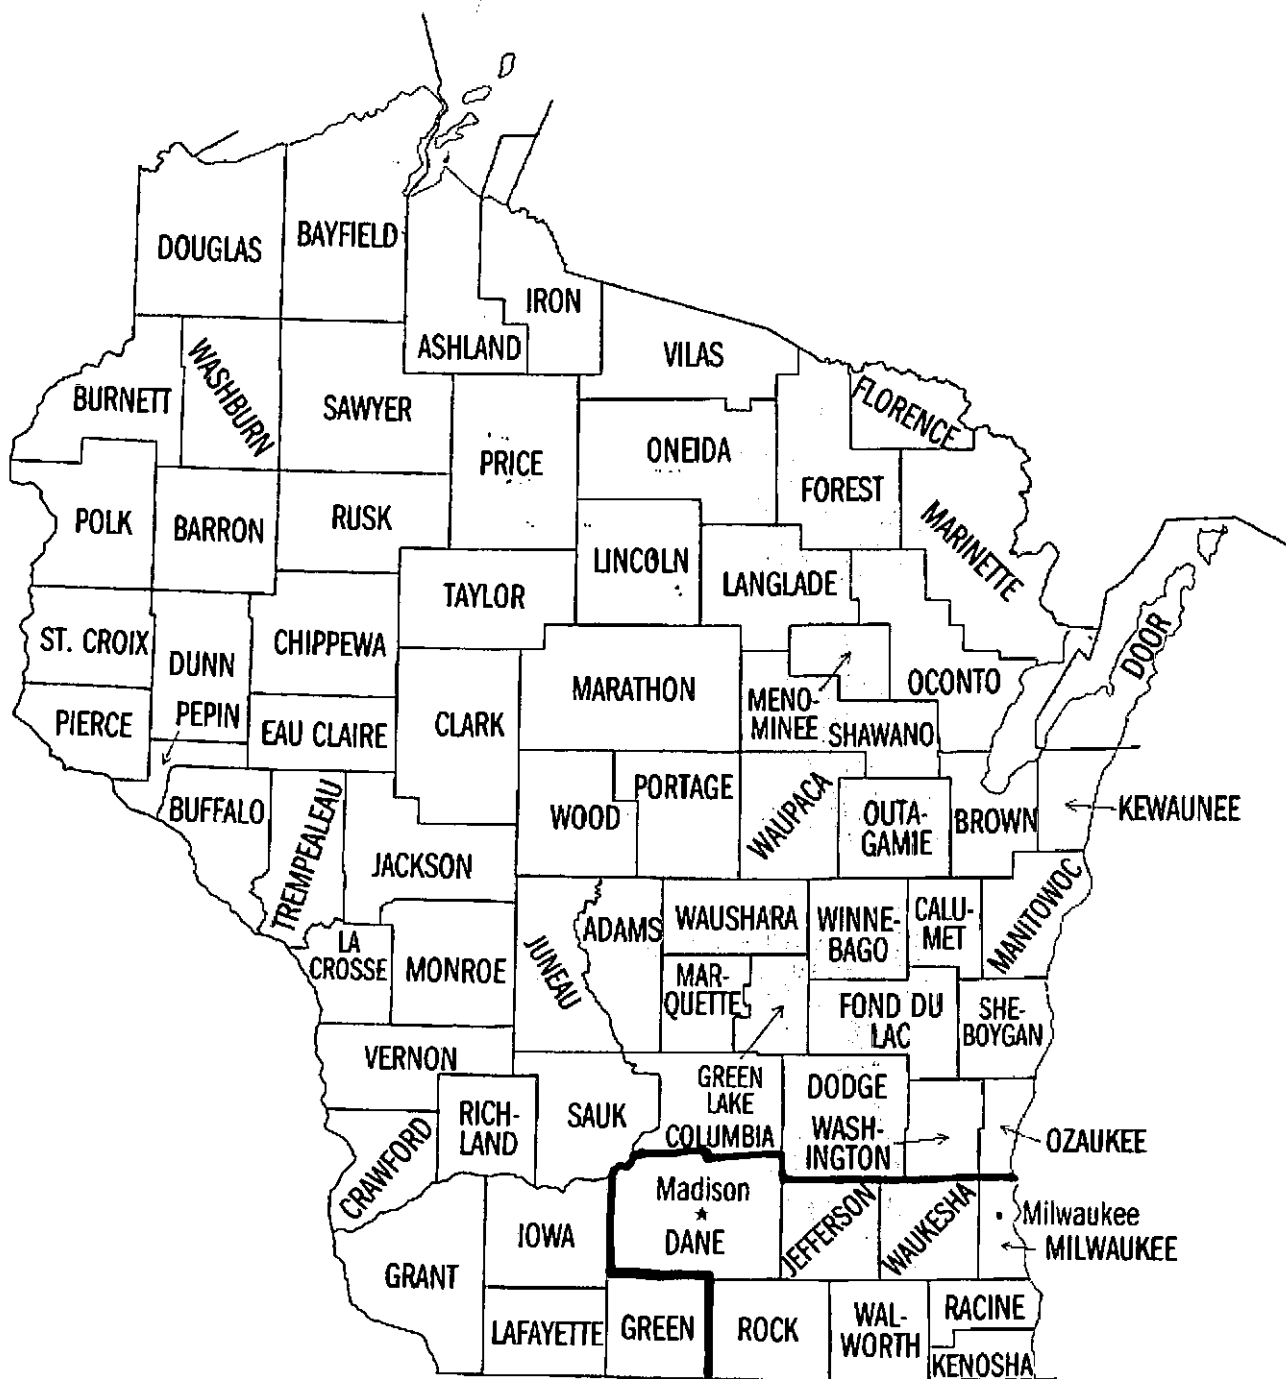 DOUGLAS
BAYFIELD
IRON
ASHLAND
VILAS
BURNETT
WASHBURN
SAWYER
FLORENCE
PRICE
ONEIDA
FOREST
POLK
BARRON
RUSK
MARINETTE
LINCOLN
LANGLADE
TAYLOR
ST. CROIX
DUNN
CHIPPEWA
DOOR
MARATHON
OCONTO
PIERCE
PEPIN
EAU CLAIRE
CLARK
MENO-
MINEE
SHAWANO
BUFFALO
TREMPEALEAU
WOOD
PORTAGE
WAUPACA
OUTA-
GAMIE
BROWN
KEWAUNEE
JACKSON
LA
CROSSE
MONROE
JUNEAU
ADAMS
WAUSHARA
WINNE-
BAGO
CALU-
MET
MANITOWOC
MAR-
QUETTE
FOND DU
LAC
SHE-
BOYGAN
VERNON
RICH-
LAND
SAUK
GREEN
LAKE
COLUMBIA
DODGE
WASH-
INGTON
OZAUKEE
CRAWFORD
Madison
DANE
JEFFERSON
WAUKESHA
Milwaukee
MILWAUKEE
IOWA
GRANT
LAFAYETTE
GREEN
ROCK
WAL-
WORTH
RACINE
KENOSHA